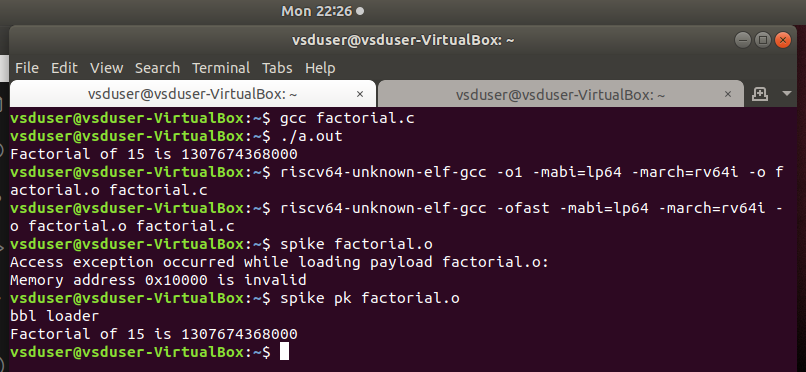 Mon 22:26
vsduser@vsduser-VirtualBox: ~
File Edit View Search Terminal Tabs Help
vsduser@vsduser-VirtualBox: ~ × vsduser@vsduser-VirtualBox: ~ ×
vsduser@vsduser-VirtualBox:~$ gcc factorial.c
vsduser@vsduser-VirtualBox:~$ ./a.out
Factorial of 15 is 1307674368000
vsduser@vsduser-VirtualBox:~$ riscv64-unknown-elf-gcc -o1 -mabi=lp64 -march=rv64i -o f
actorial.o factorial.c
vsduser@vsduser-VirtualBox:~$ riscv64-unknown-elf-gcc -ofast -mabi=lp64 -march=rv64i -
o factorial.o factorial.c
vsduser@vsduser-VirtualBox:~$ spike factorial.o
Access exception occurred while loading payload factorial.o:
Memory address 0x10000 is invalid
vsduser@vsduser-VirtualBox:~$ spike pk factorial.o
bbl loader
Factorial of 15 is 1307674368000
vsduser@vsduser-VirtualBox:~$